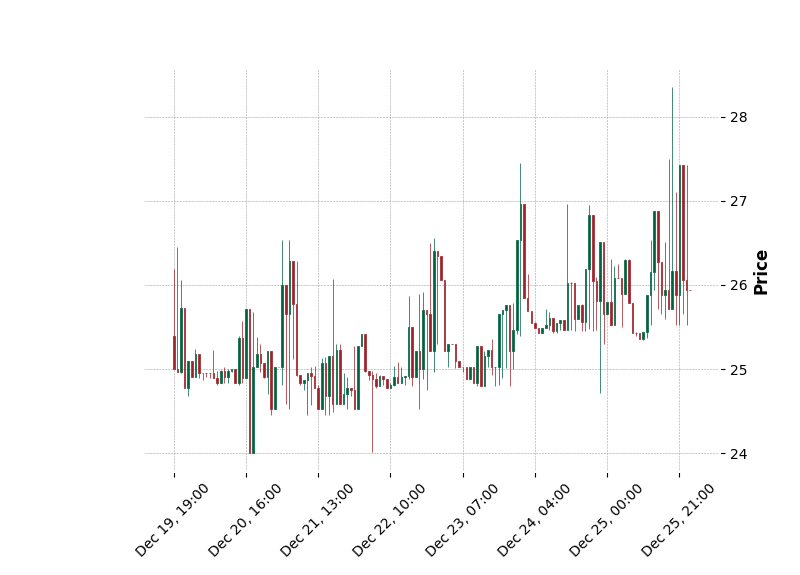 28
27
26
25
24
Price
Dec 19, 19:00
Dec 20, 16:00
Dec 21, 13:00
Dec 22, 10:00
Dec 23, 07:00
Dec 24, 04:00
Dec 25, 00:00
Dec 25, 21:00